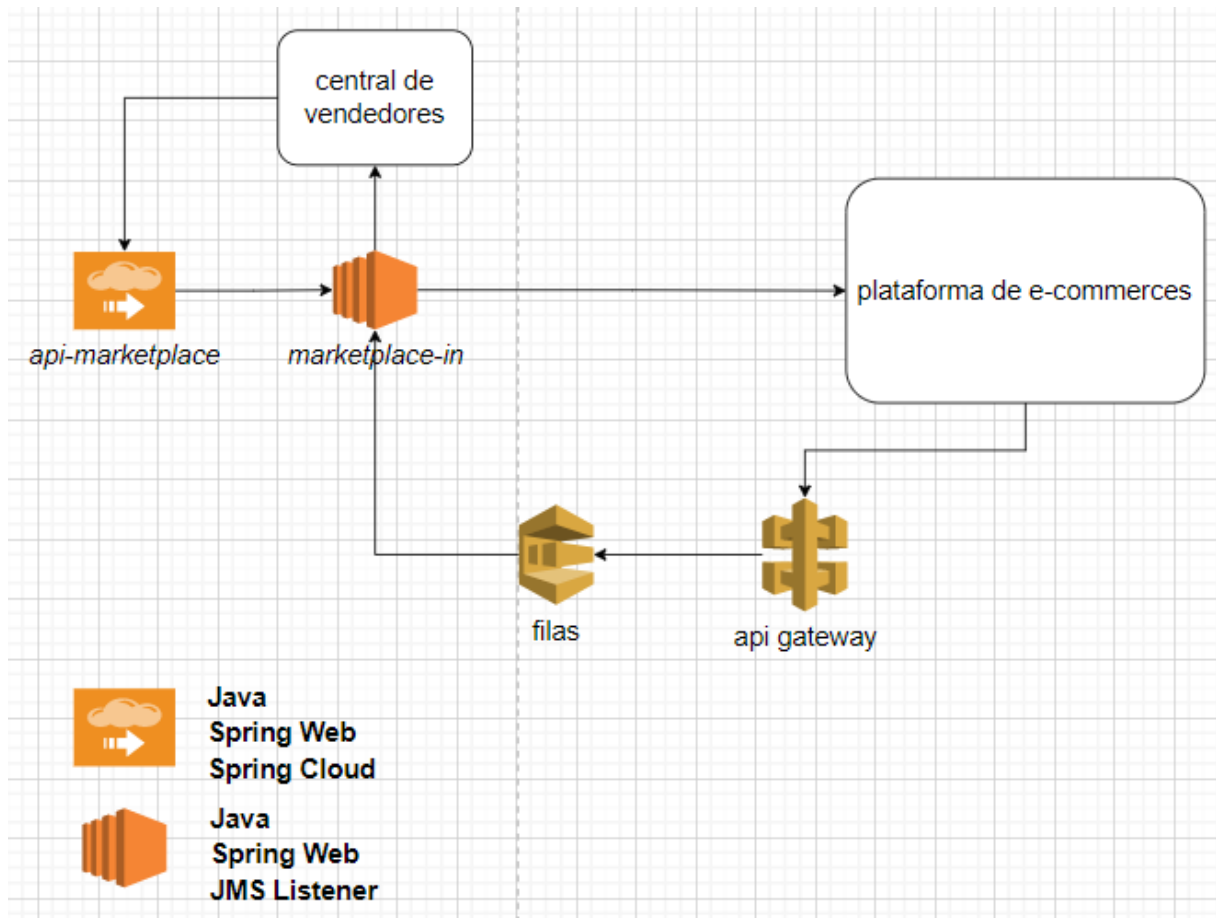 central de
vendedores
plataforma de e-commerces
api-marketplace
marketplace-in
filas
api gateway
Java
Spring Web
Spring Cloud
Java
Spring Web
JMS Listener